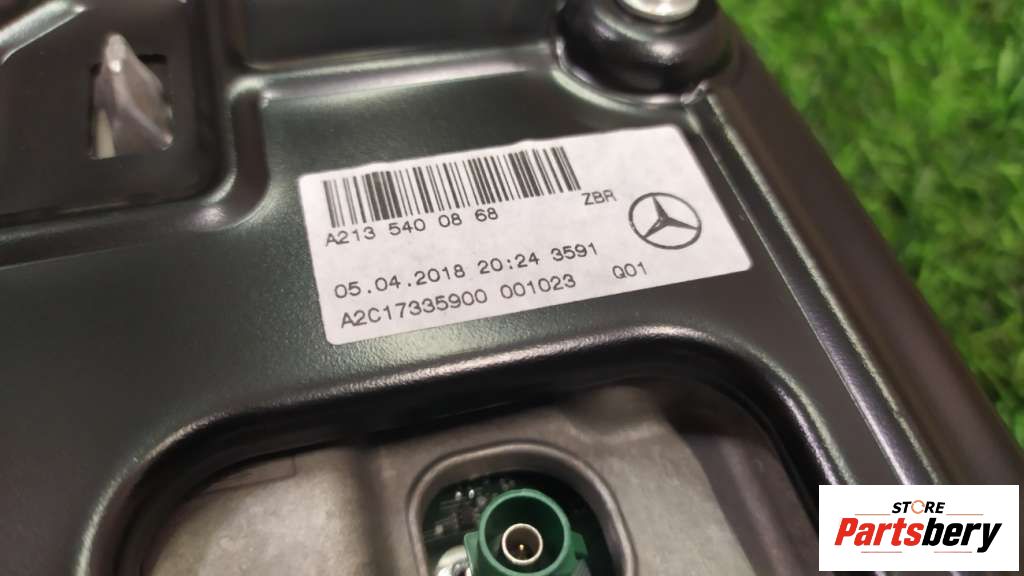 A213 540 08 68
ZBR
05.04.2018 20:24 3591
A2C17335900 001023 Q01
STORE
Partsbery